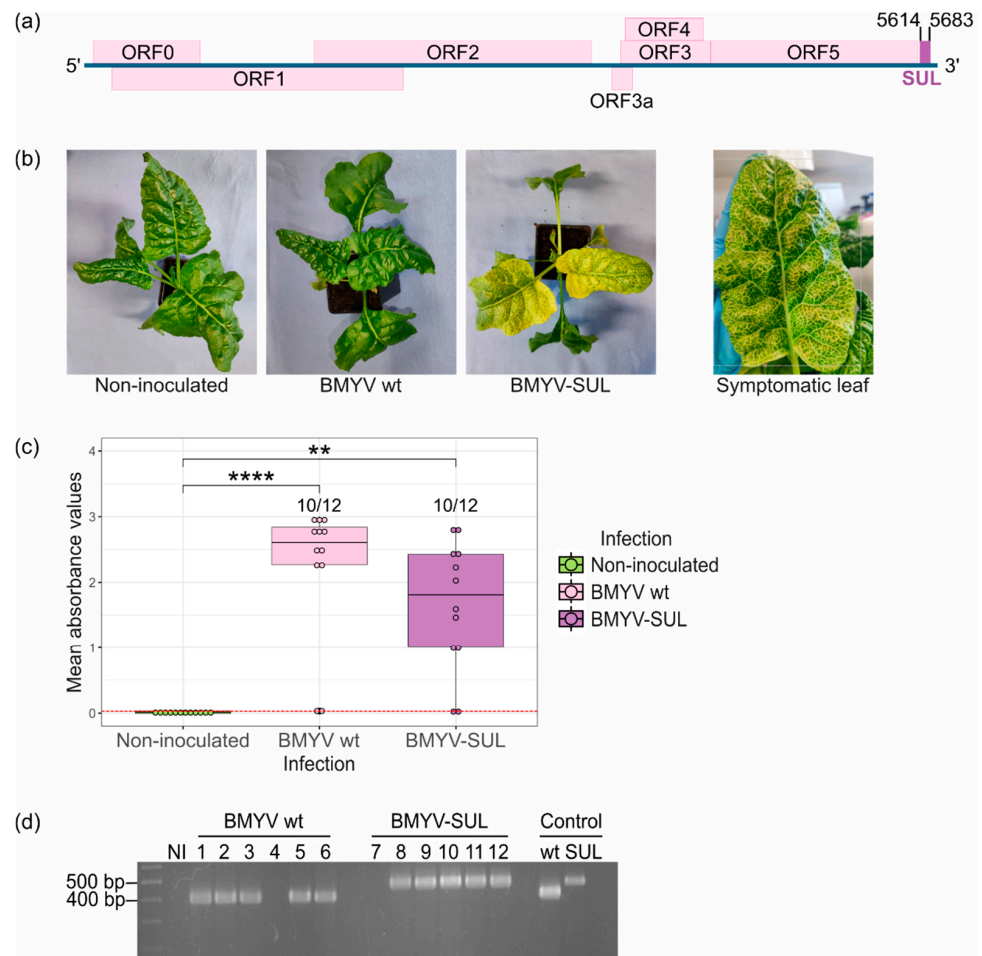 (a)
ORF4
5614 5683
ORF0 ORF2 ORF3 ORF5
5' 3'
ORF1 SUL
ORF3a
(b)
Non-inoculated BMYV wt BMYV-SUL Symptomatic leaf
(c)
4
**
****
10/12 10/12
3
2
1
0
Mean absorbance values
Non-inoculated BMYV wt BMYV-SUL
Infection
Infection
Non-inoculated
BMYV wt
BMYV-SUL
(d)
BMYV wt BMYV-SUL Control
NI 1 2 3 4 5 6 7 8 9 10 11 12 wt SUL
500 bp
400 bp